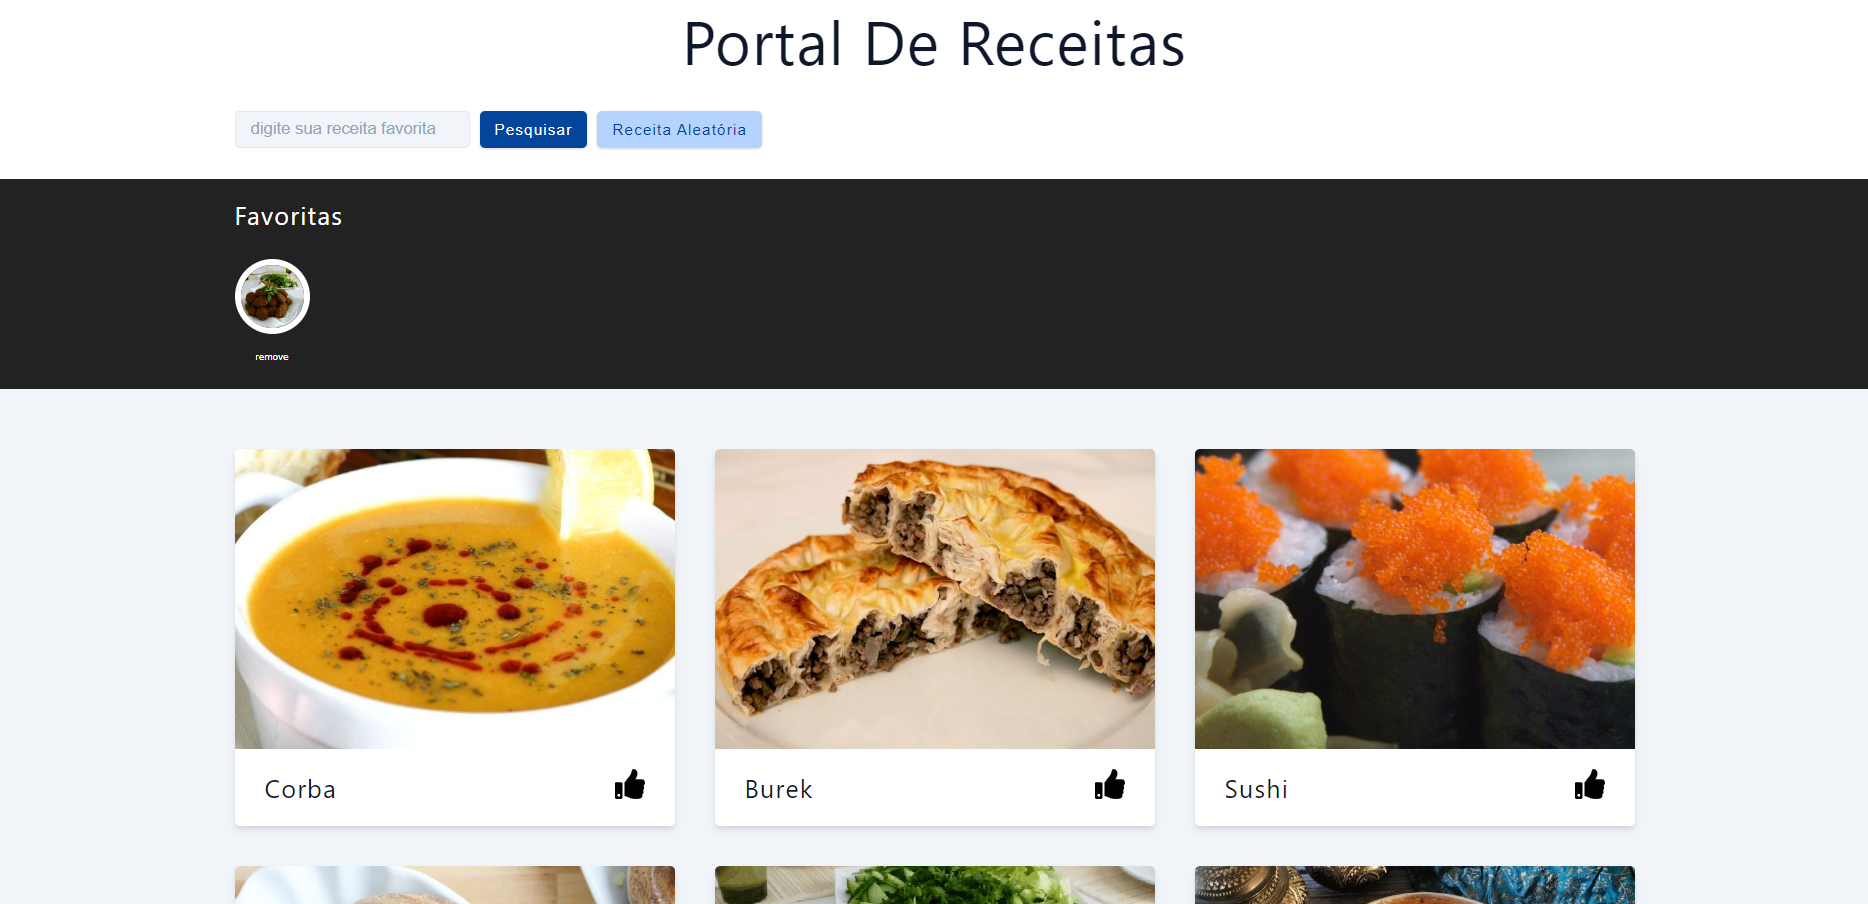 Portal De Receitas
digite sua receita favorita
Pesquisar
Receita Aleatória
Favoritas
remove
Corba
Burek
Sushi